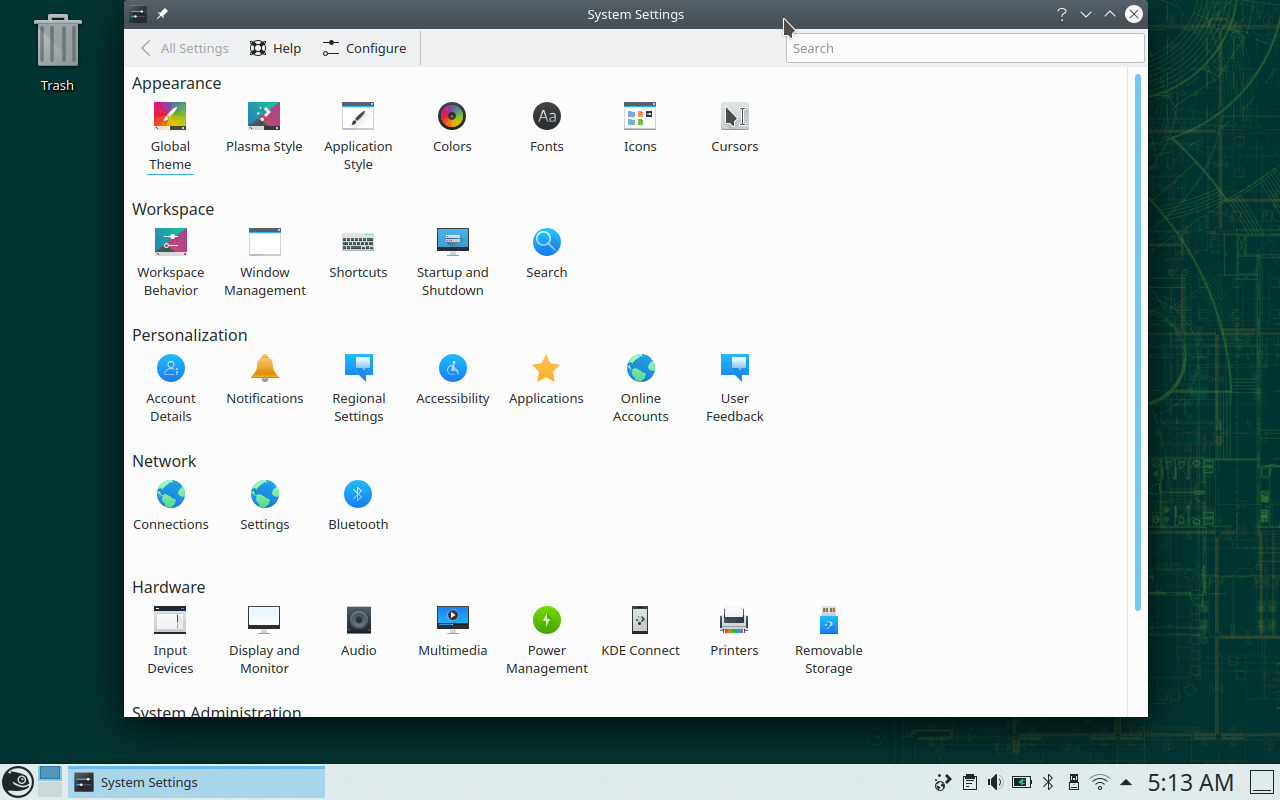 Trash
System Settings
All Settings
Help
Configure
Search
Appearance
Global Theme
Plasma Style
Application Style
Colors
Fonts
Aa
Icons
Cursors
Workspace
Workspace Behavior
Window Management
Shortcuts
Startup and Shutdown
Search
Personalization
Account Details
Notifications
Regional Settings
Accessibility
Applications
Online Accounts
User Feedback
Network
Connections
Settings
Bluetooth
Hardware
Input Devices
Display and Monitor
Audio
Multimedia
Power Management
KDE Connect
Printers
Removable Storage
System Administration
System Settings
5:13 AM